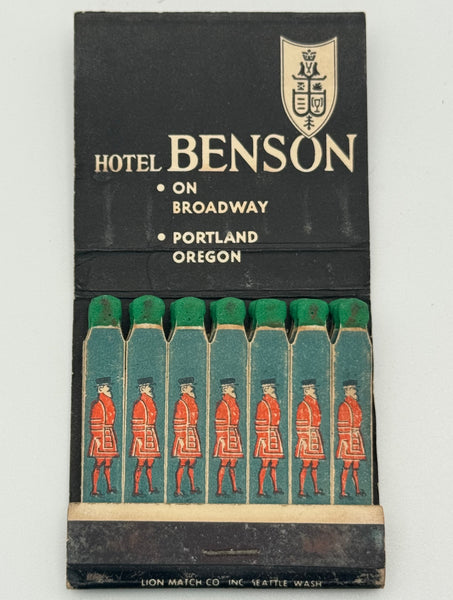 HOTEL BENSON
• ON
BROADWAY
• PORTLAND
OREGON
LION MATCH CO INC SEATTLE WASH